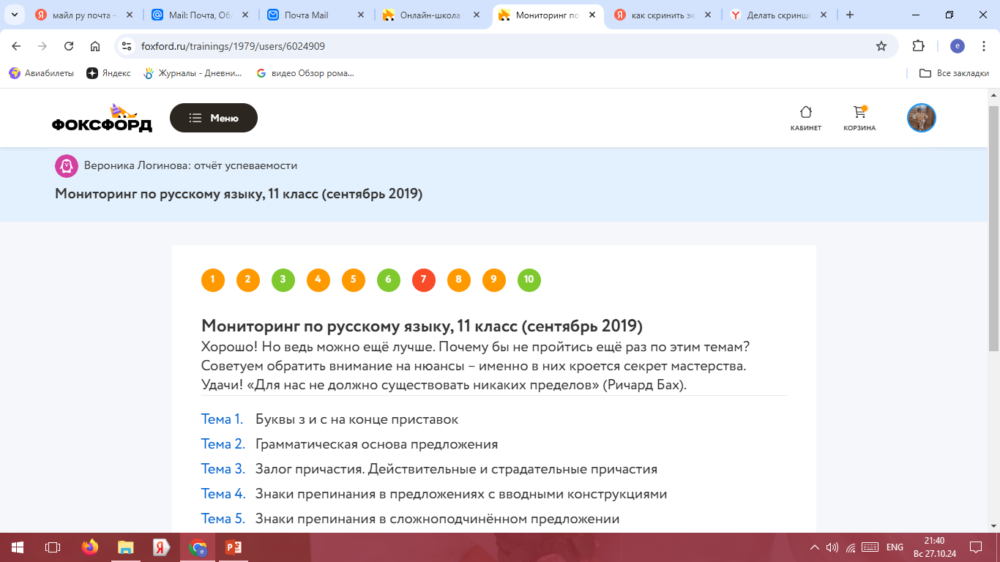 майл ру почта –
Mail: Почта, Обл
Почта Mail
Онлайн-школа
Мониторинг по
как скринить эк
Делать скриншо
foxford.ru/trainings/1979/users/6024909
e
Авиабилеты
Яндекс
Журналы - Дневни...
видео Обзор рома...
Все закладки
ФОКСФОРД
Меню
КАБИНЕТ
КОРЗИНА
Вероника Логинова: отчёт успеваемости
Мониторинг по русскому языку, 11 класс (сентябрь 2019)
1 2 3 4 5 6 7 8 9 10
Мониторинг по русскому языку, 11 класс (сентябрь 2019)
Хорошо! Но ведь можно ещё лучше. Почему бы не пройтись ещё раз по этим темам?
Советуем обратить внимание на нюансы – именно в них кроется секрет мастерства.
Удачи! «Для нас не должно существовать никаких пределов» (Ричард Бах).
Тема 1. Буквы з и с на конце приставок
Тема 2. Грамматическая основа предложения
Тема 3. Залог причастия. Действительные и страдательные причастия
Тема 4. Знаки препинания в предложениях с вводными конструкциями
Тема 5. Знаки препинания в сложноподчинённом предложении
ENG
21:40
Вс 27.10.24